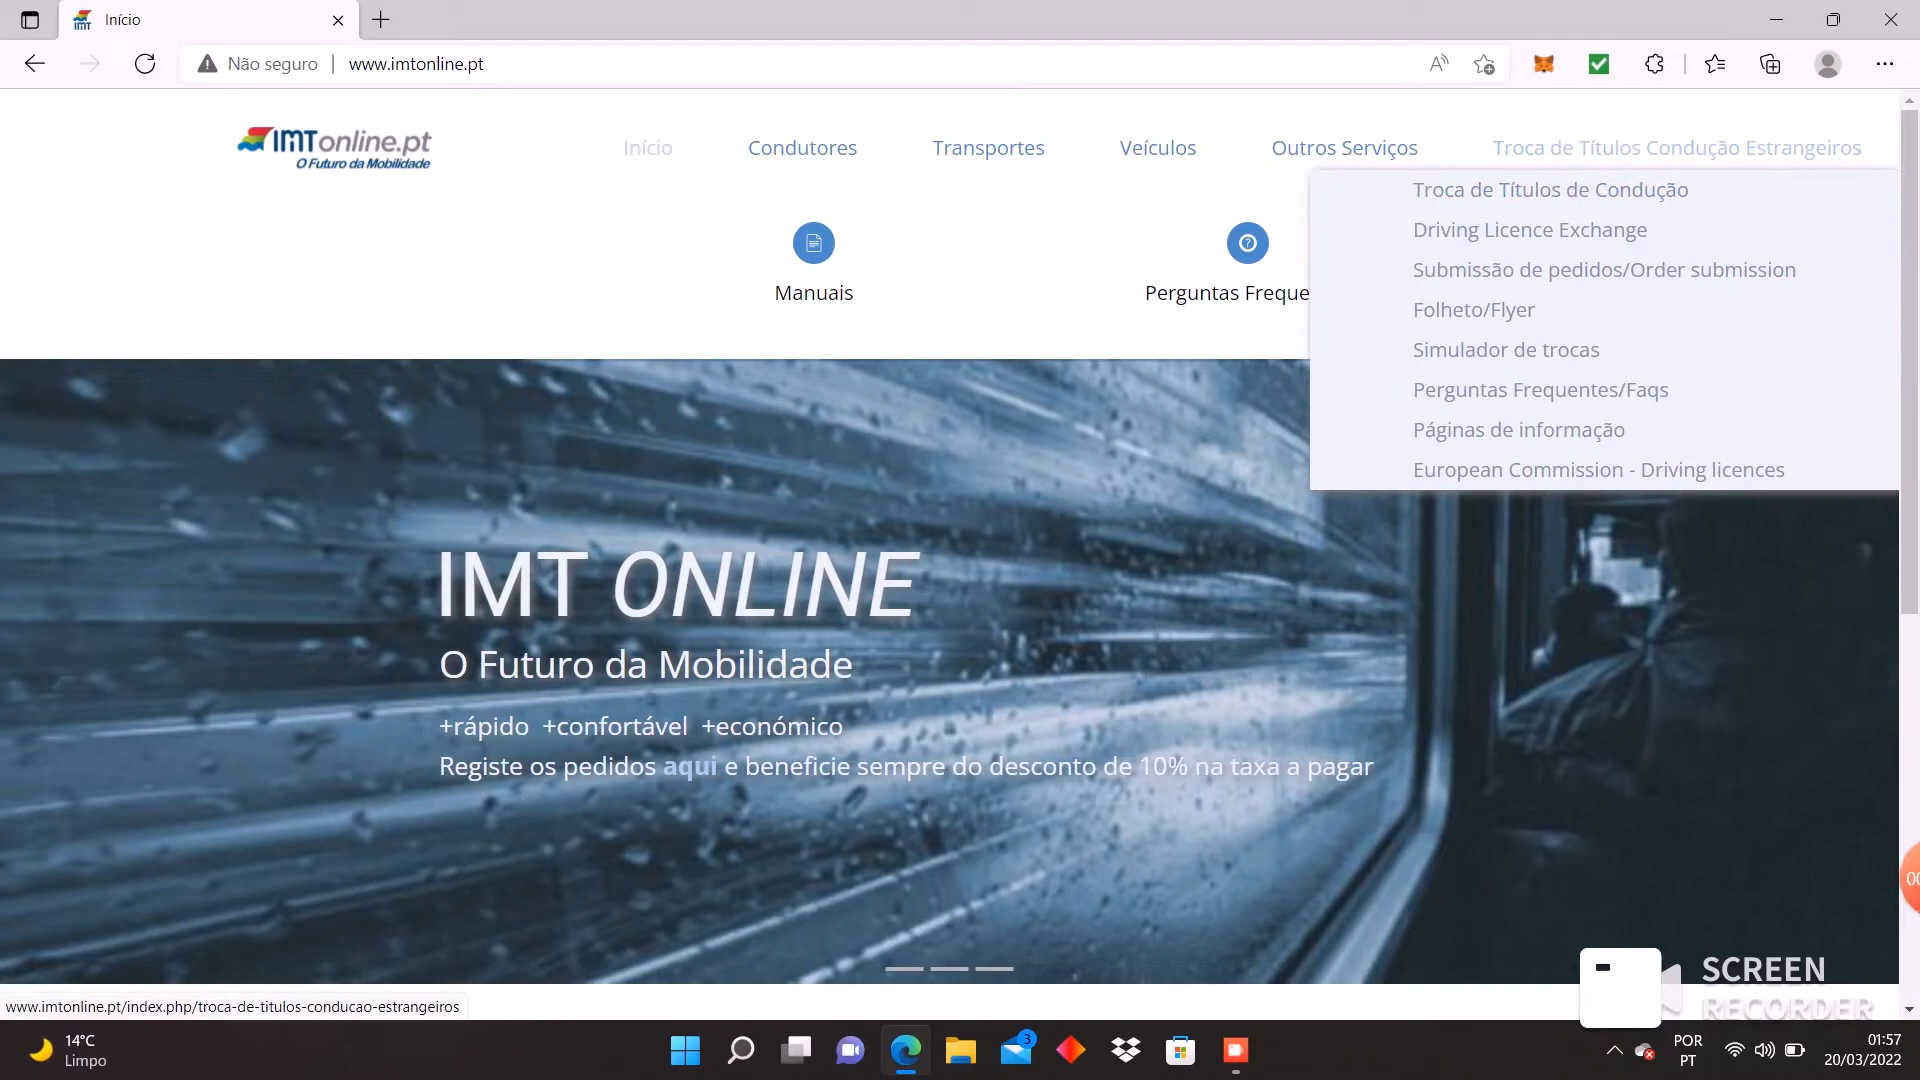 Início
Não seguro
www.imtonline.pt
IMTonline.pt
O Futuro da Mobilidade
Início
Condutores
Transportes
Veículos
Outros Serviços
Troca de Títulos Condução Estrangeiros
Troca de Títulos de Condução
Driving Licence Exchange
Submissão de pedidos/Order submission
Folheto/Flyer
Simulador de trocas
Perguntas Frequentes/Faqs
Páginas de informação
European Commission - Driving licences
Manuais
Perguntas Freque
IMT ONLINE
O Futuro da Mobilidade
+rápido +confortável +económico
Registe os pedidos aqui e beneficie sempre do desconto de 10% na taxa a pagar
00
SCREEN
RECORDER
www.imtonline.pt/index.php/troca-de-titulos-conducao-estrangeiros
14°C
Limpo
3
POR
PT
01:57
20/03/2022